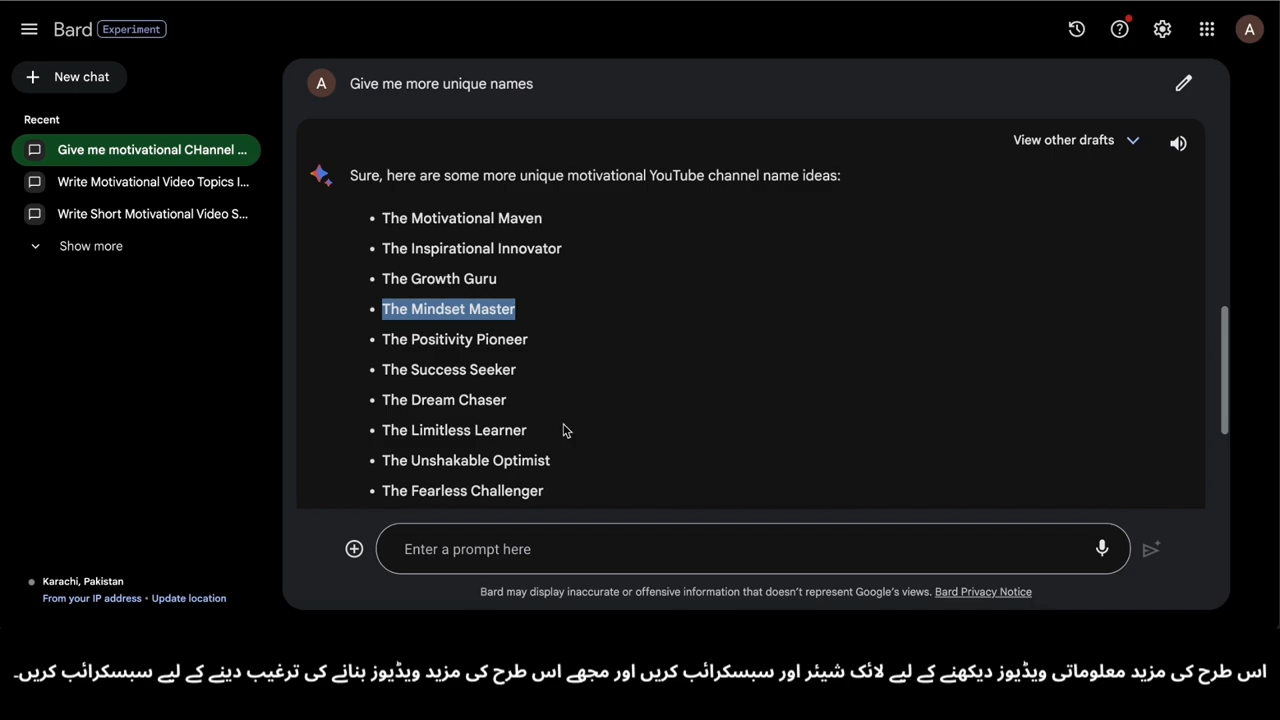 Bard Experiment
A
New chat
Recent
Give me motivational CHannel ...
Write Motivational Video Topics I...
Write Short Motivational Video S...
Show more
Karachi, Pakistan
From your IP address • Update location
A Give me more unique names
View other drafts
Sure, here are some more unique motivational YouTube channel name ideas:
• The Motivational Maven
• The Inspirational Innovator
• The Growth Guru
• The Mindset Master
• The Positivity Pioneer
• The Success Seeker
• The Dream Chaser
• The Limitless Learner
• The Unshakable Optimist
• The Fearless Challenger
Enter a prompt here
Bard may display inaccurate or offensive information that doesn't represent Google's views. Bard Privacy Notice
اس طرح کی مزید معلوماتی ویڈیوز دیکھنے کے لیے لائک شیئر اور سبسکرائب کریں اور مجھے اس طرح کی مزید ویڈیوز بنانے کی ترغیب دینے کے لیے سبسکرائب کریں۔